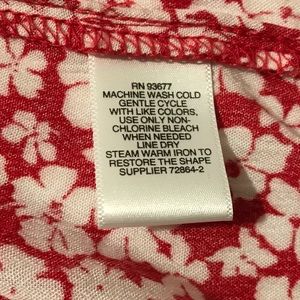 RN 93677
MACHINE WASH COLD
GENTLE CYCLE
WITH LIKE COLORS,
USE ONLY NON-
CHLORINE BLEACH
WHEN NEEDED
LINE DRY
STEAM WARM IRON TO
RESTORE THE SHAPE
SUPPLIER 72864-2